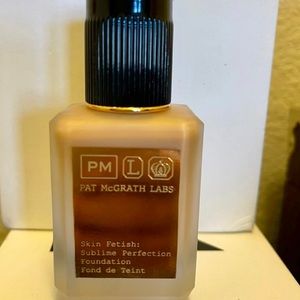 PM L
PAT McGRATH LABS
Skin Fetish:
Sublime Perfection
Foundation
Fond de Teint